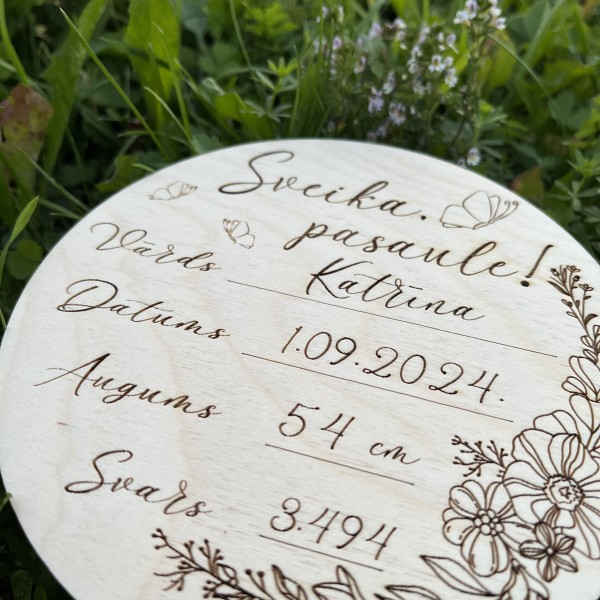 Sveika,
pasaule!
Vārds Katrīna
Datums 1.09.2024.
Augums 54 cm
Svars 3.494